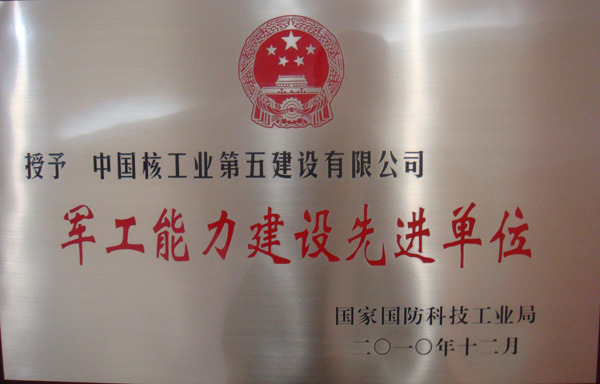 授予 中国核工业第五建设有限公司
军工能力建设先进单位
国家国防科技工业局
二〇一〇年十二月